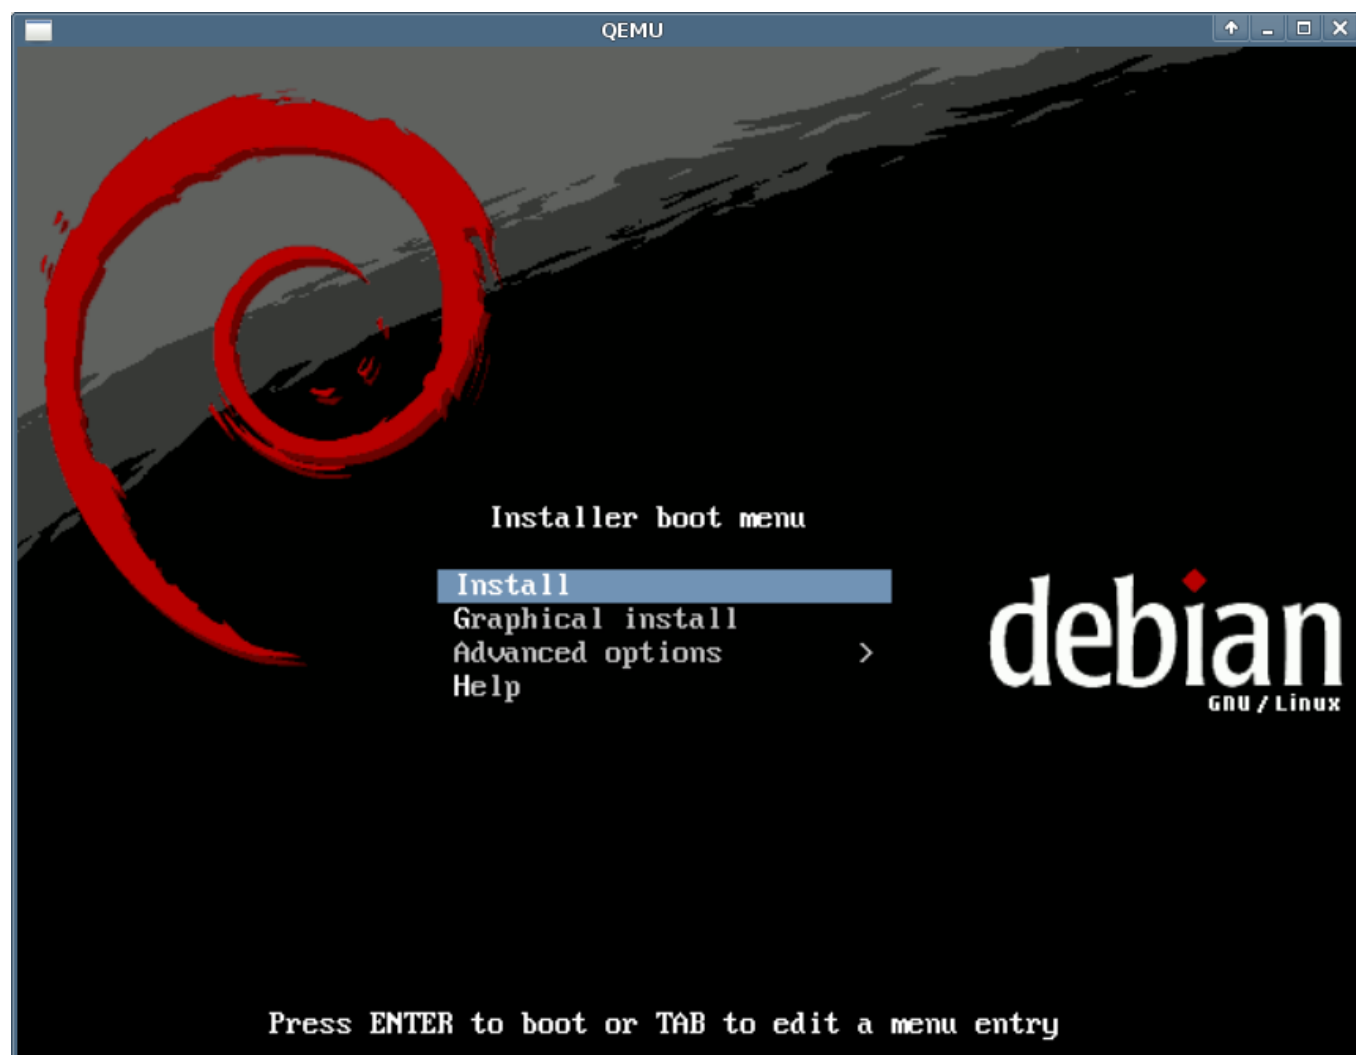 QEMU
Installer boot menu
Install
Graphical install
Advanced options >
Help
debian
GNU/Linux
Press ENTER to boot or TAB to edit a menu entry